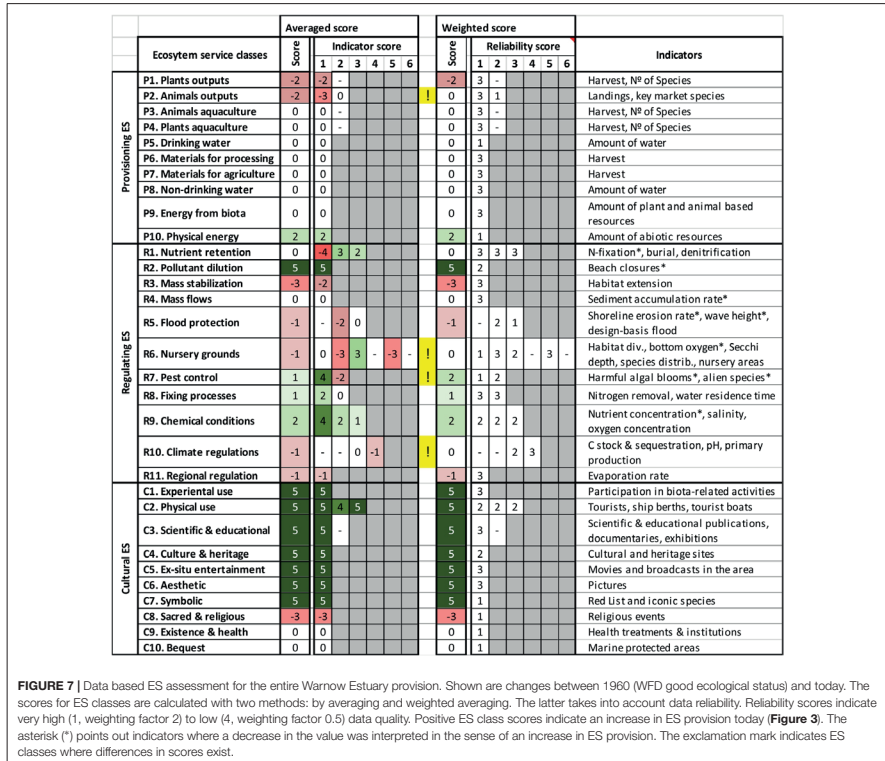 Averaged score Weighted score
Ecosytem service classes Score Indicator score Score Reliability score Indicators
1 2 3 4 5 6 1 2 3 4 5 6
Provisioning ES
P1. Plants outputs -2 -2 - -2 3 - Harvest, Nº of Species
P2. Animals outputs -2 -3 0 ! 0 3 1 Landings, key market species
P3. Animals aquaculture 0 0 - 0 3 - Harvest, Nº of Species
P4. Plants aquaculture 0 0 - 0 3 - Harvest, Nº of Species
P5. Drinking water 0 0 0 1 Amount of water
P6. Materials for processing 0 0 0 3 Harvest
P7. Materials for agriculture 0 0 0 3 Harvest
P8. Non-drinking water 0 0 0 3 Amount of water
P9. Energy from biota 0 0 0 3 Amount of plant and animal based
resources
P10. Physical energy 2 2 2 1 Amount of abiotic resources
Regulating ES
R1. Nutrient retention 0 -4 3 2 0 3 3 3 N-fixation*, burial, denitrification
R2. Pollutant dilution 5 5 5 2 Beach closures*
R3. Mass stabilization -3 -2 -3 3 Habitat extension
R4. Mass flows 0 0 0 3 Sediment accumulation rate*
R5. Flood protection -1 - -2 0 -1 - 2 1 Shoreline erosion rate*, wave height*,
design-basis flood
R6. Nursery grounds -1 0 -3 3 - -3 - ! 0 1 3 2 - 3 - Habitat div., bottom oxygen*, Secchi
depth, species distrib., nursery areas
R7. Pest control 1 4 -2 ! 2 1 2 Harmful algal blooms*, alien species*
R8. Fixing processes 1 2 0 1 3 3 Nitrogen removal, water residence time
R9. Chemical conditions 2 4 2 1 2 2 2 2 Nutrient concentration*, salinity,
oxygen concentration
R10. Climate regulations -1 - - 0 -1 ! 0 - - 2 3 C stock & sequestration, pH, primary
production
R11. Regional regulation -1 -1 -1 3 Evaporation rate
Cultural ES
C1. Experiental use 5 5 5 3 Participation in biota-related activities
C2. Physical use 5 5 4 5 5 2 2 2 Tourists, ship berths, tourist boats
C3. Scientific & educational 5 5 - 5 3 - Scientific & educational publications,
documentaries, exhibitions
C4. Culture & heritage 5 5 5 2 Cultural and heritage sites
C5. Ex-situ entertainment 5 5 5 3 Movies and broadcasts in the area
C6. Aesthetic 5 5 5 3 Pictures
C7. Symbolic 5 5 5 1 Red List and iconic species
C8. Sacred & religious -3 -3 -3 1 Religious events
C9. Existence & health 0 0 0 1 Health treatments & institutions
C10. Bequest 0 0 0 1 Marine protected areas
FIGURE 7 | Data based ES assessment for the entire Warnow Estuary provision. Shown are changes between 1960 (WFD good ecological status) and today. The
scores for ES classes are calculated with two methods: by averaging and weighted averaging. The latter takes into account data reliability. Reliability scores indicate
very high (1, weighting factor 2) to low (4, weighting factor 0.5) data quality. Positive ES class scores indicate an increase in ES provision today (Figure 3). The
asterisk (*) points out indicators where a decrease in the value was interpreted in the sense of an increase in ES provision. The exclamation mark indicates ES
classes where differences in scores exist.